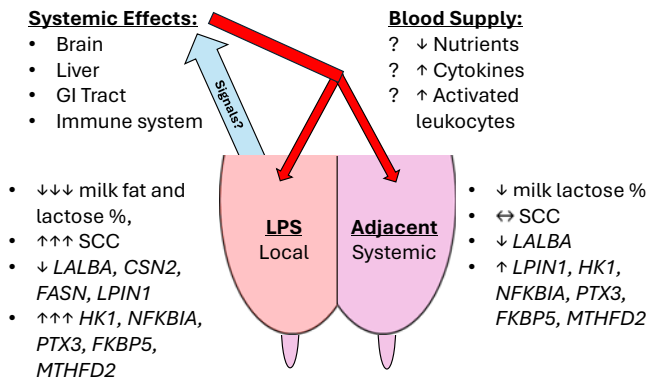 Systemic Effects:
• Brain
• Liver
• GI Tract
• Immune system
Blood Supply:
? ↓ Nutrients
? ↑ Cytokines
? ↑ Activated
leukocytes
Signals?
• ↓↓↓ milk fat and
lactose %,
• ↑↑↑ SCC
• ↓ LALBA, CSN2,
FASN, LPIN1
• ↑↑↑ HK1, NFKBIA,
PTX3, FKBP5,
MTHFD2
LPS
Local
Adjacent
Systemic
• ↓ milk lactose %
• ↔ SCC
• ↓ LALBA
• ↑ LPIN1, HK1,
NFKBIA, PTX3,
FKBP5, MTHFD2